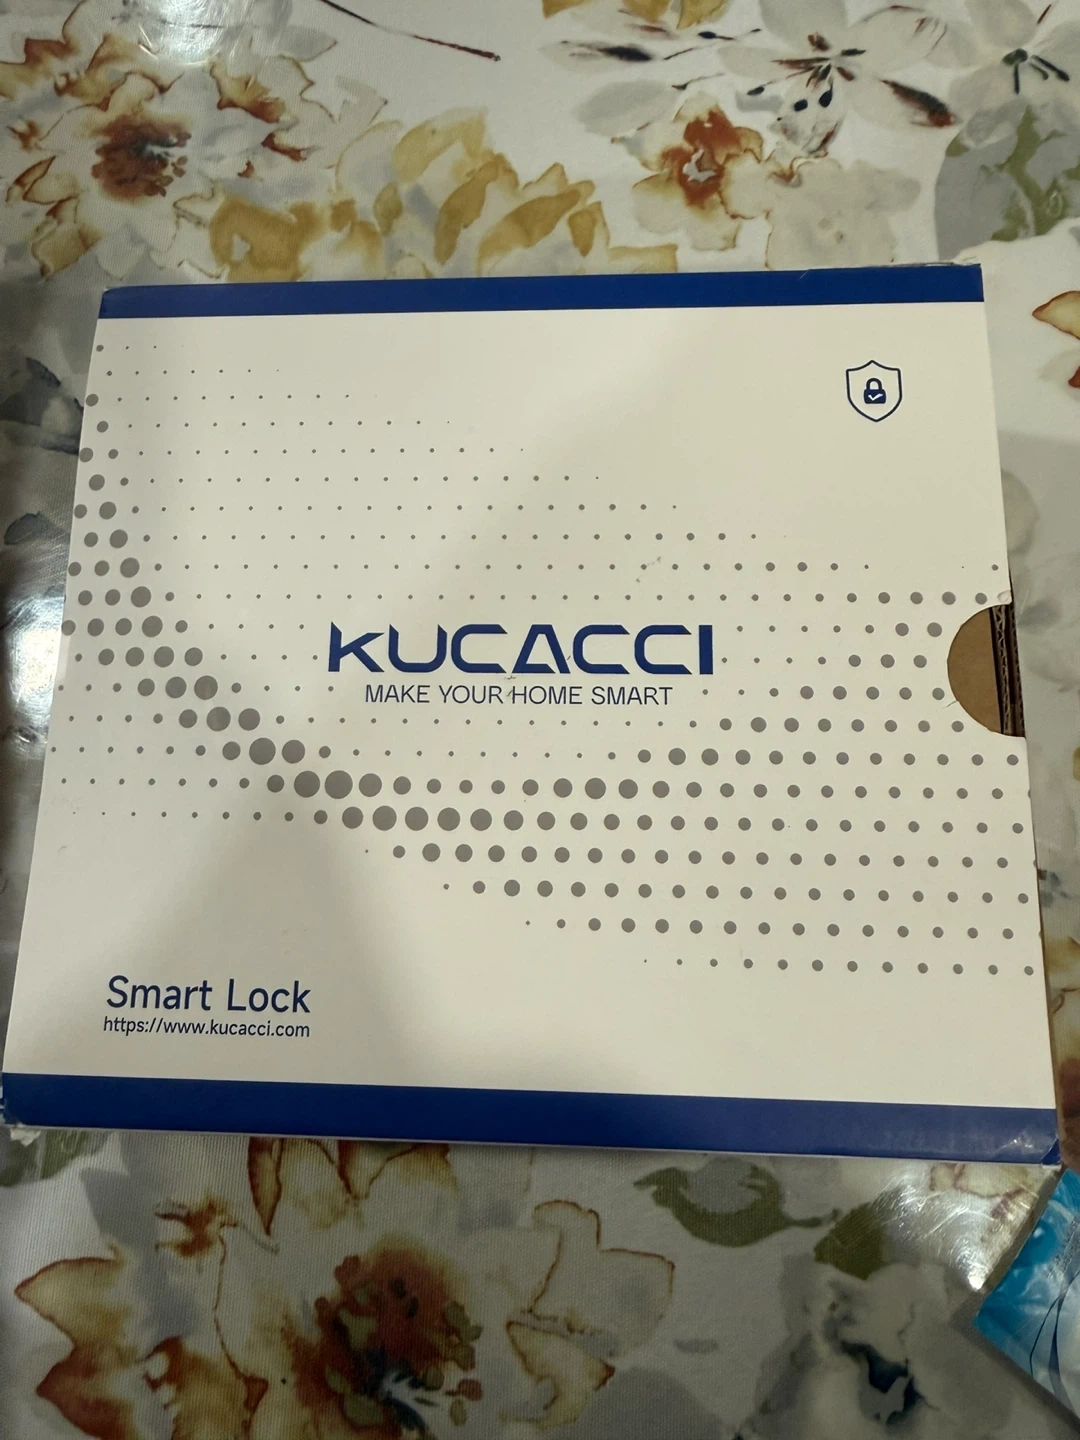 KUCACCI
MAKE YOUR HOME SMART
Smart Lock
https://www.kucacci.com